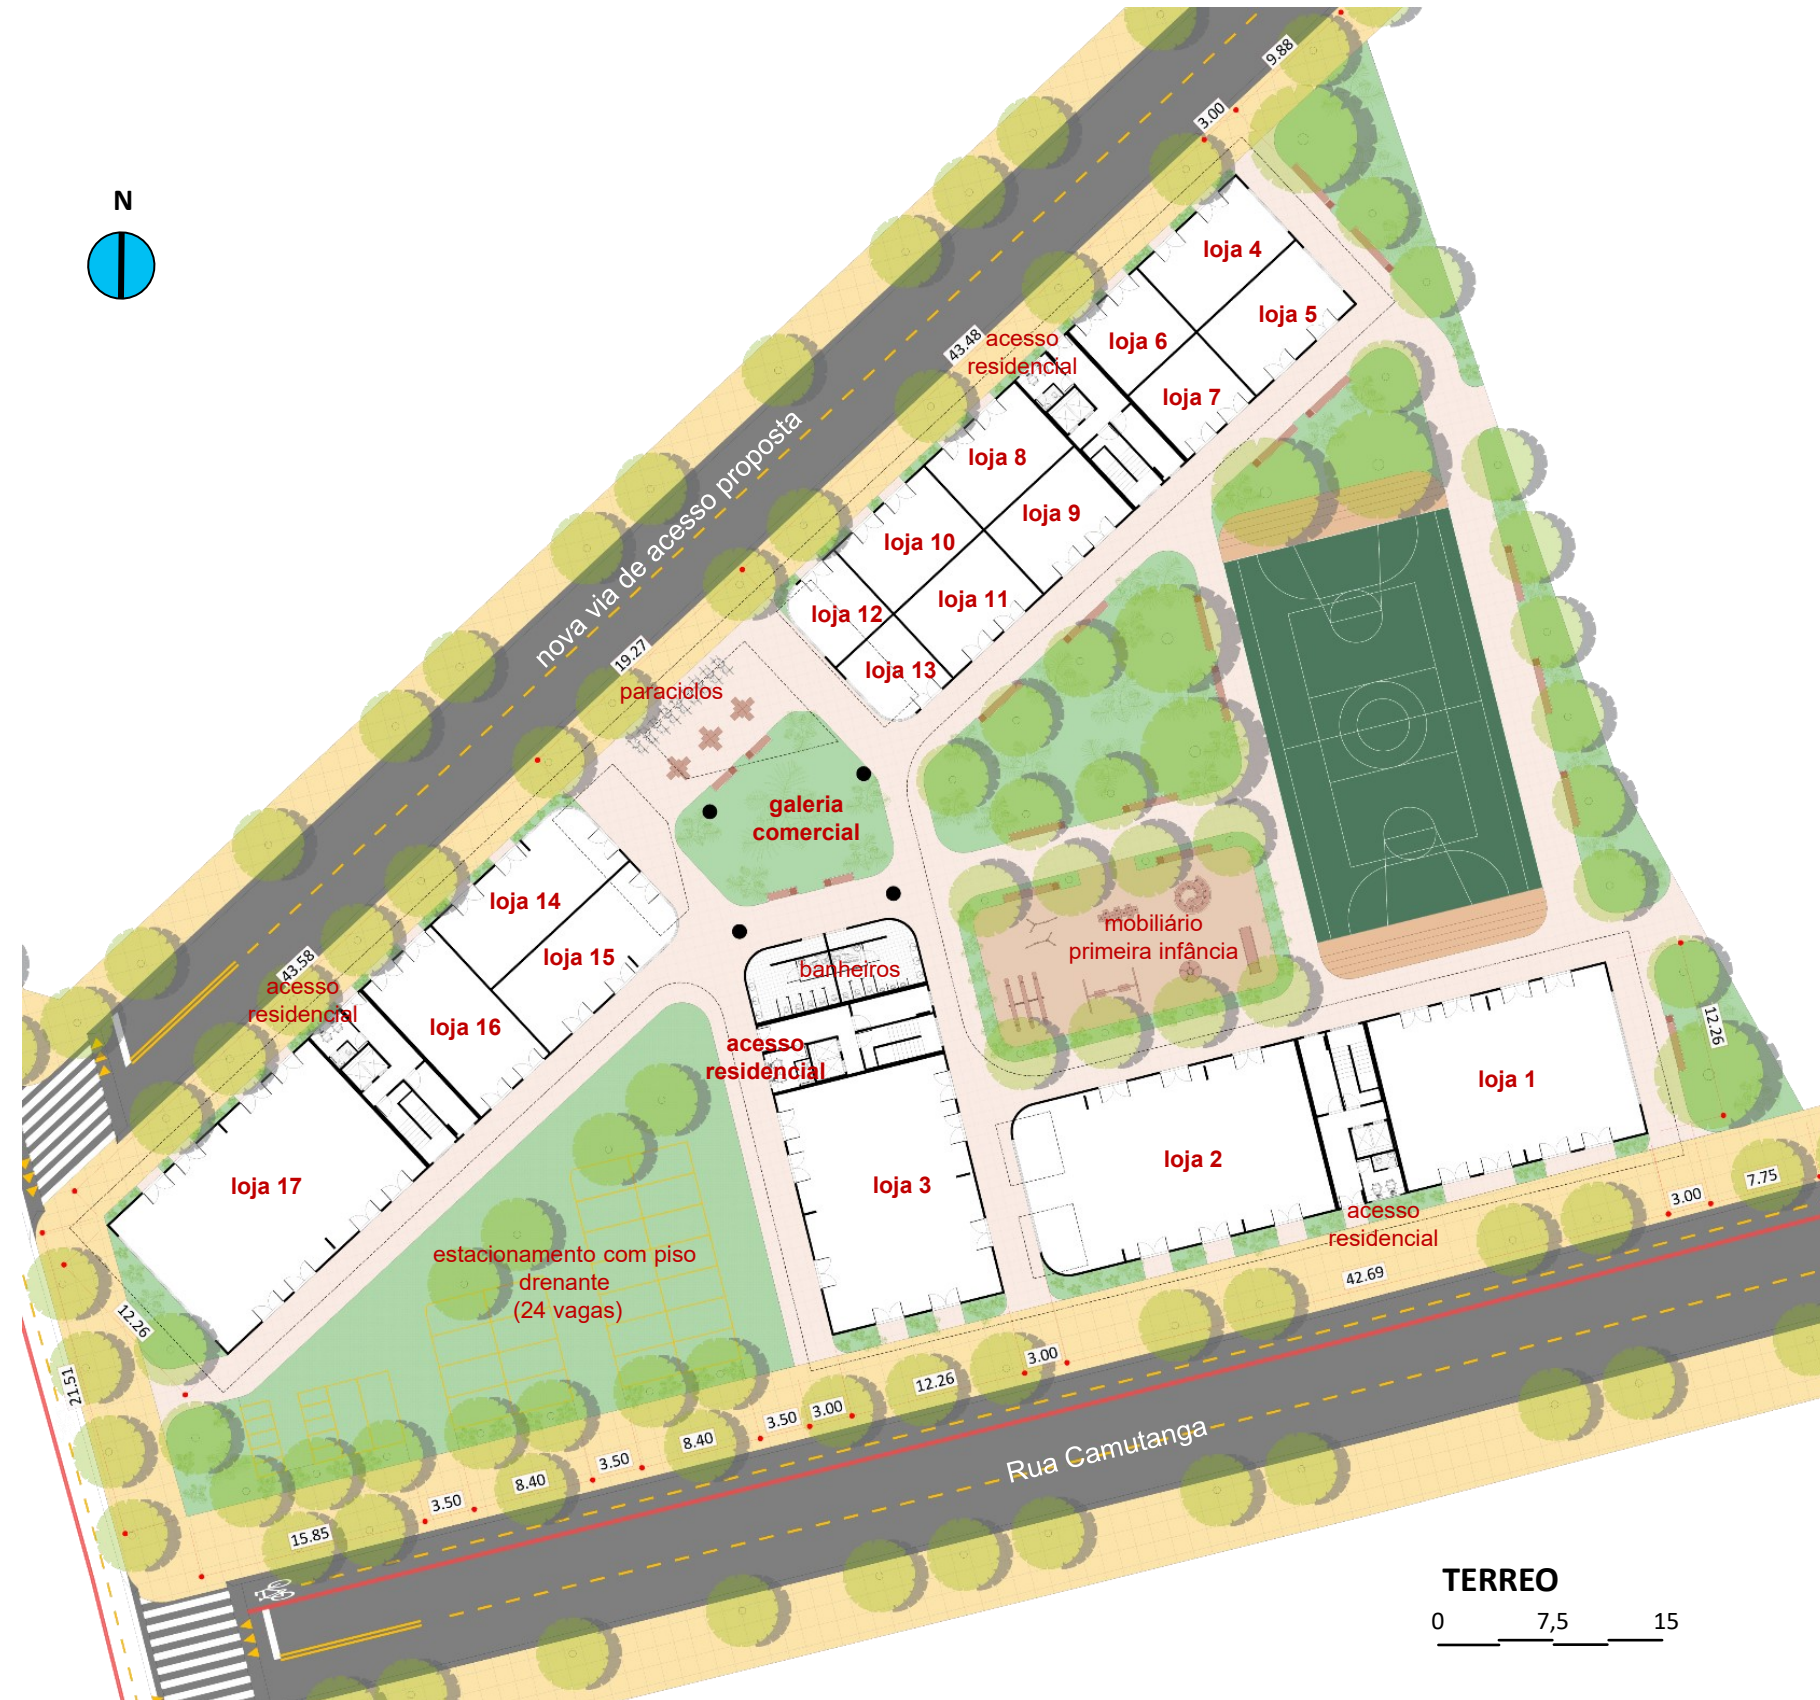 9.88
3.00
N
loja 4
loja 5
43.48
acesso
residencial
loja 6
loja 7
nova via de acesso proposta
loja 8
loja 9
loja 10
loja 11
loja 12
loja 13
19.27
paraciclos
galeria
comercial
loja 14
loja 15
mobiliário
primeira infância
banheiros
43.58
acesso
residencial
loja 16
acesso
residencial
12.26
loja 1
loja 2
loja 3
loja 17
acesso
residencial
3.00
7.75
estacionamento com piso
drenante
(24 vagas)
42.69
12.26
21.51
3.00
12.26
3.00
3.50
8.40
3.50
8.40
3.50
15.85
Rua Camutanga
TERREO
0 7,5 15